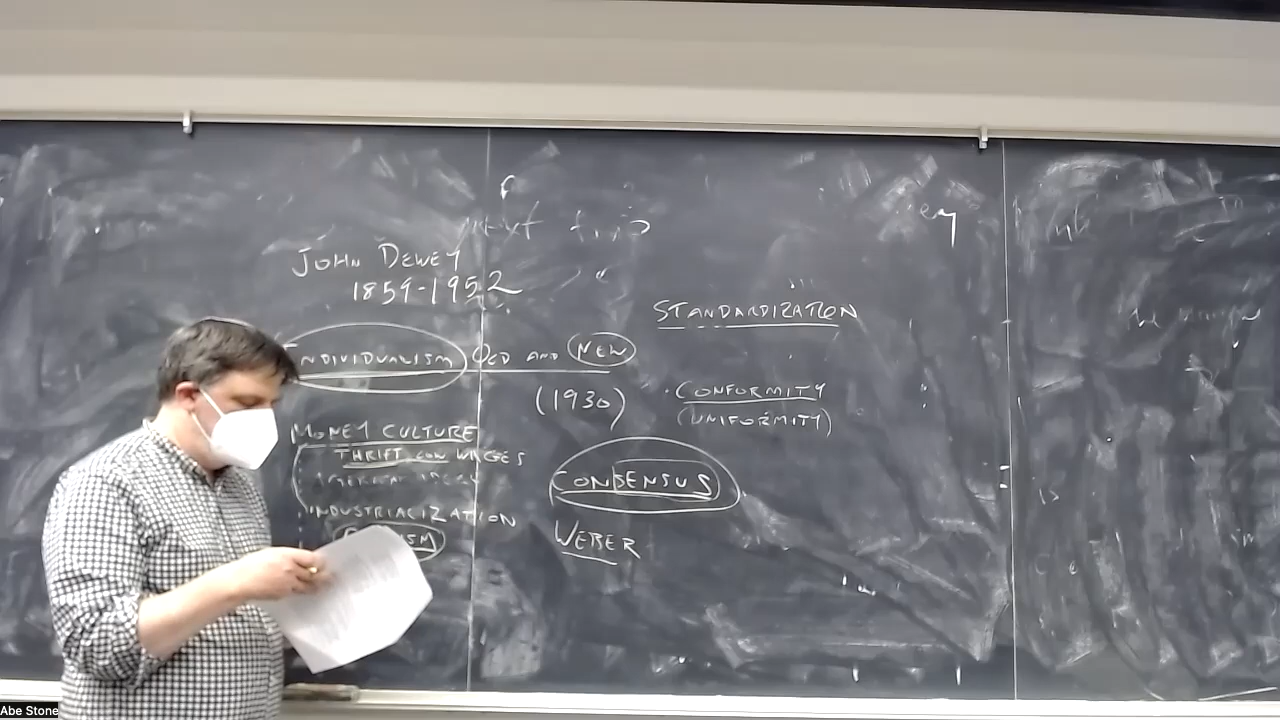 JOHN DEWEY
1859-1952
INDIVIDUALISM OLD AND NEW
(1930)
MONEY CULTURE
THRIFT WAGES
INDUSTRIALIZATION
STANDARDIZATION
CONFORMITY
(UNIFORMITY)
CONSENSUS
WEBER
Abe Stone